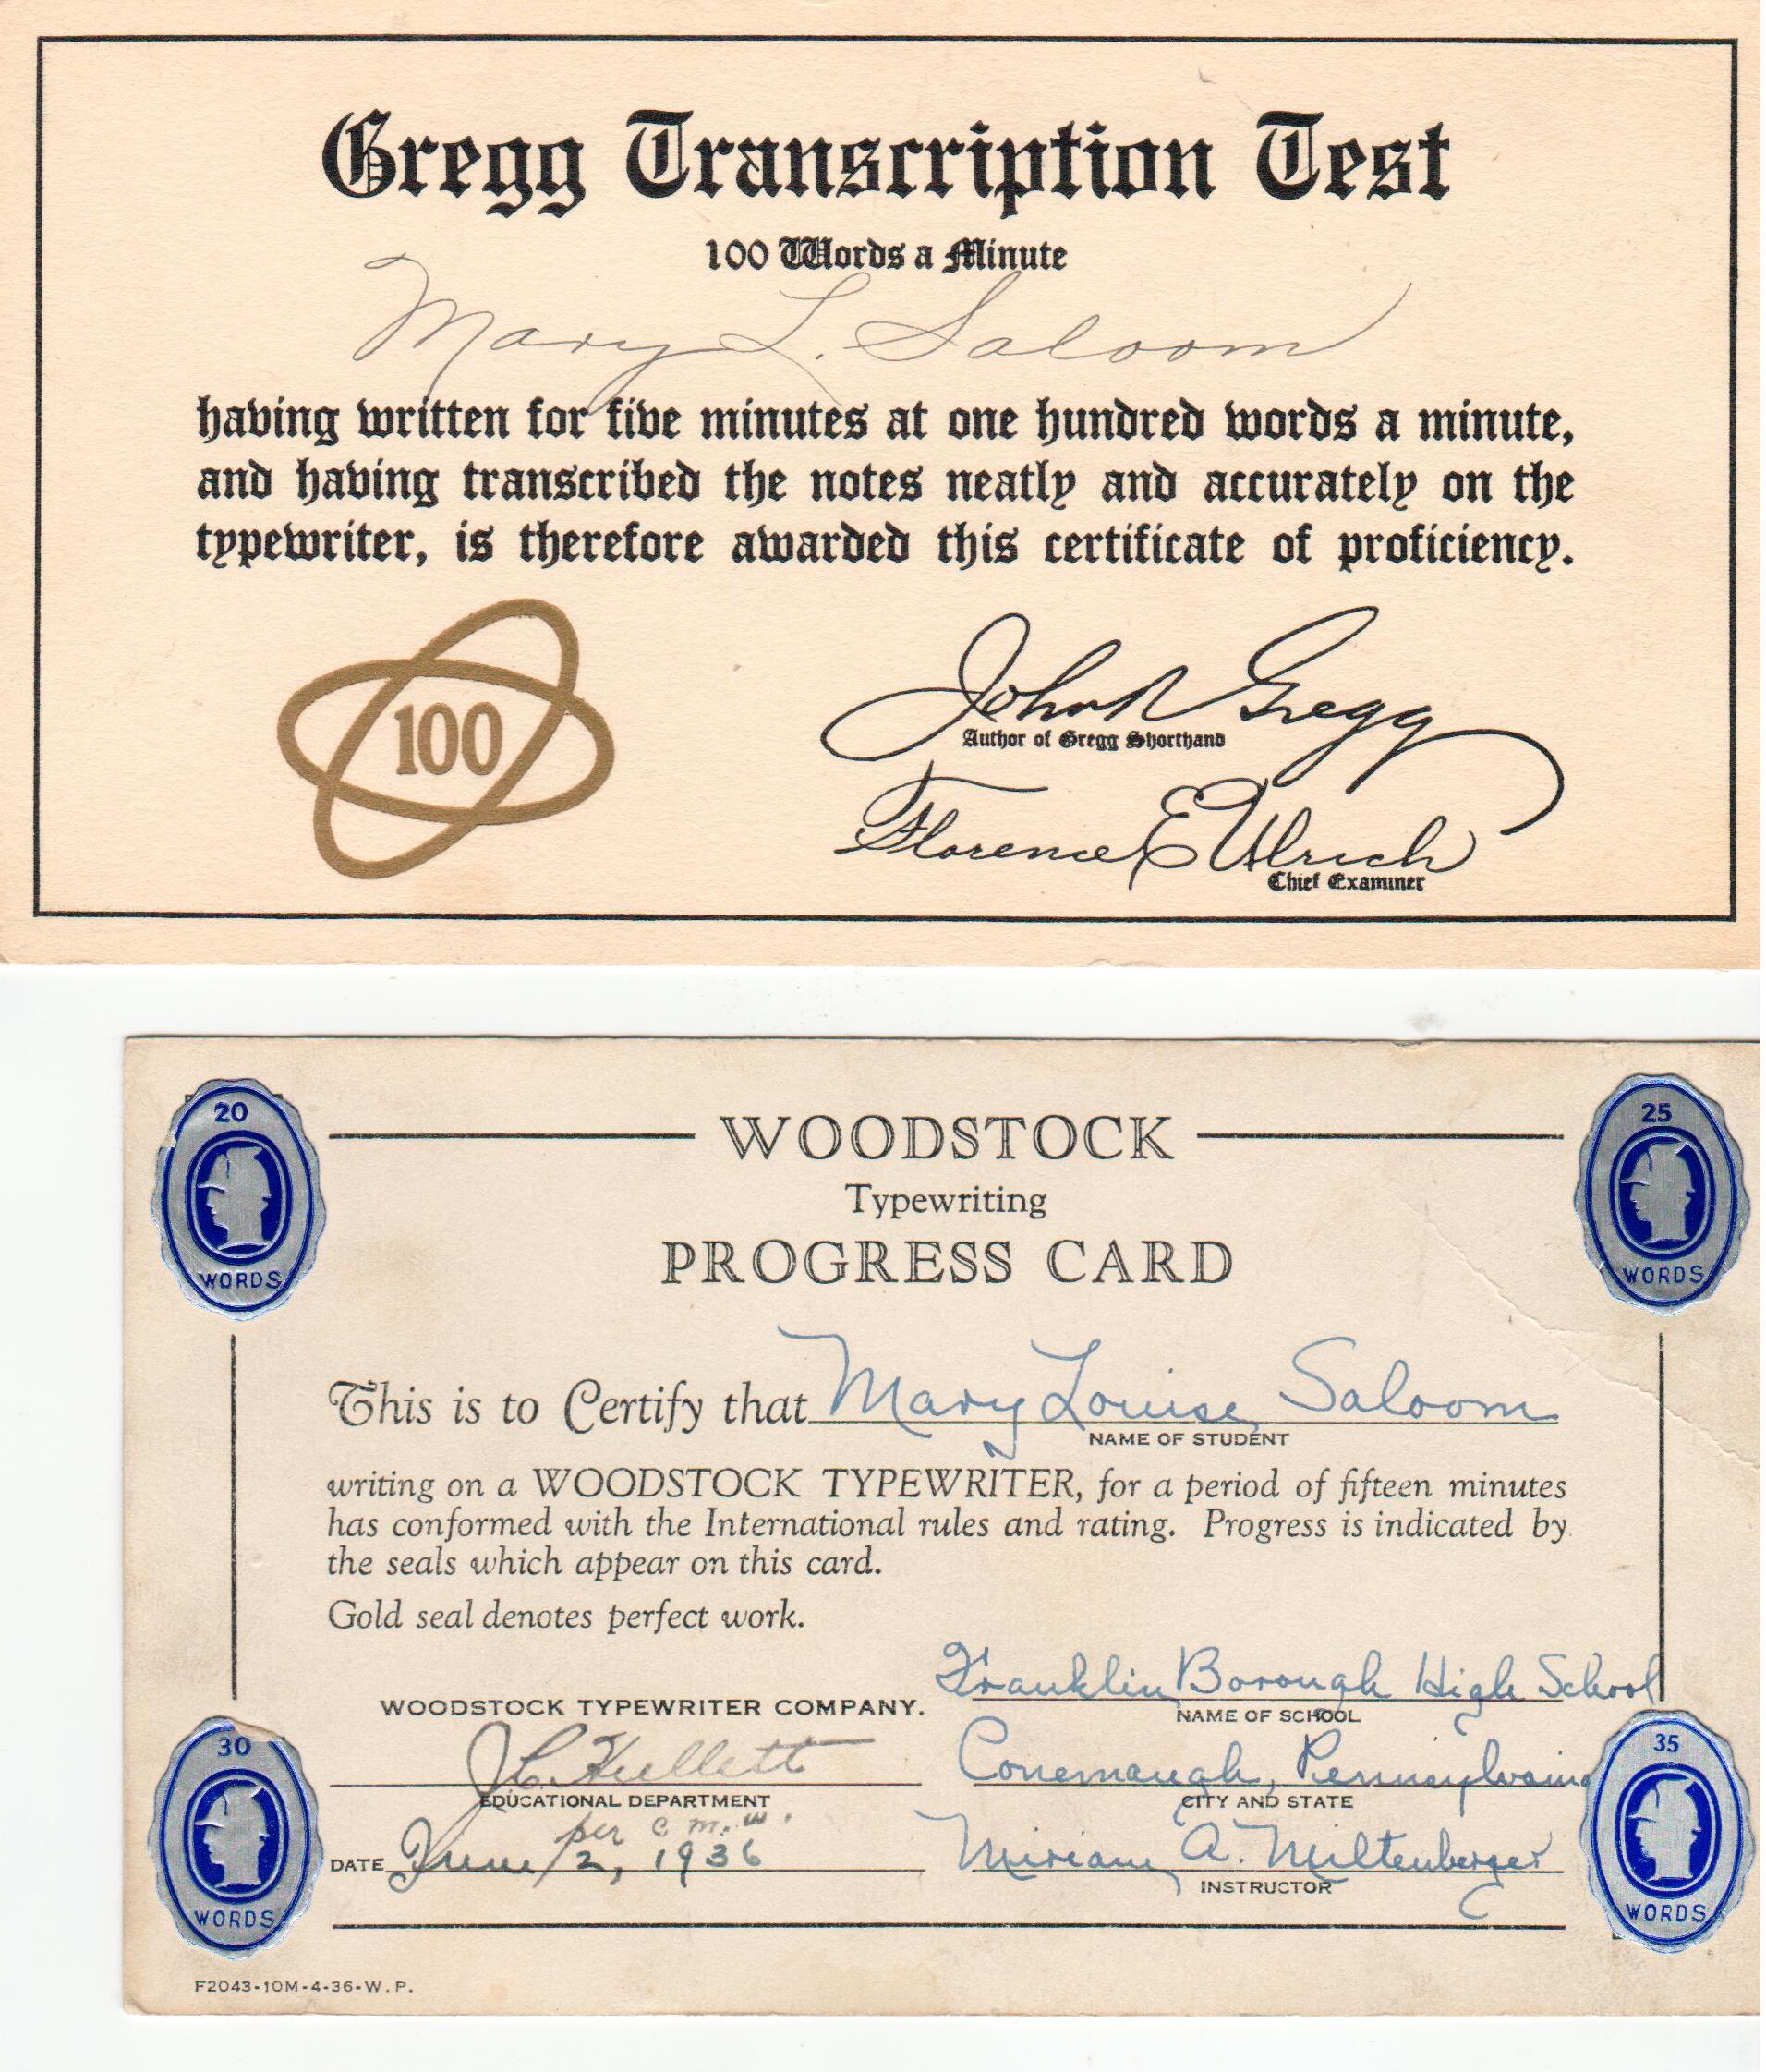 Gregg Transcription Test
100 Words a Minute
Mary L. Saloom
having written for five minutes at one hundred words a minute,
and having transcribed the notes neatly and accurately on the
typewriter, is therefore awarded this certificate of proficiency.
100
John R Gregg
Author of Gregg Shorthand
Florence E Ulrich
Chief Examiner
20
WORDS
25
WORDS
WOODSTOCK
Typewriting
PROGRESS CARD
This is to Certify that Mary Louise Saloom
NAME OF STUDENT
writing on a WOODSTOCK TYPEWRITER, for a period of fifteen minutes
has conformed with the International rules and rating. Progress is indicated by
the seals which appear on this card.
Gold seal denotes perfect work.
WOODSTOCK TYPEWRITER COMPANY.
J C Hullett
EDUCATIONAL DEPARTMENT
per C. M. W.
DATE June 2, 1936
Franklin Borough High School
NAME OF SCHOOL
Conemaugh, Pennsylvania
CITY AND STATE
Miriam A. Miltenberger
INSTRUCTOR
30
WORDS
35
WORDS
F2043-10M-4-36-W.P.